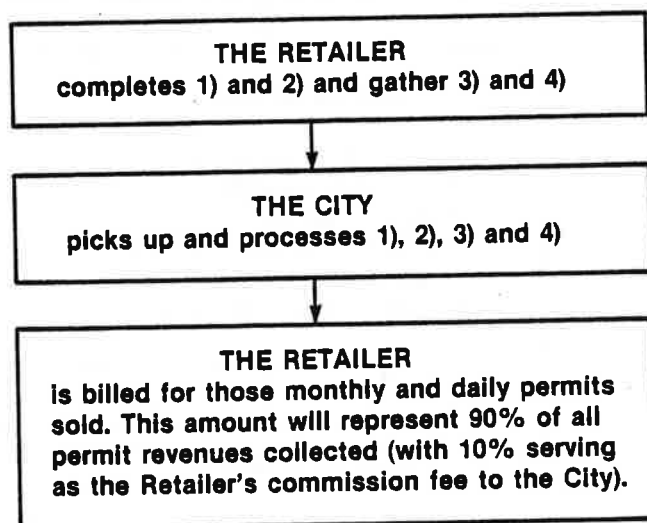 THE RETAILER
completes 1) and 2) and gather 3) and 4)
THE CITY
picks up and processes 1), 2), 3) and 4)
THE RETAILER
is billed for those monthly and daily permits
sold. This amount will represent 90% of all
permit revenues collected (with 10% serving
as the Retailer's commission fee to the City).